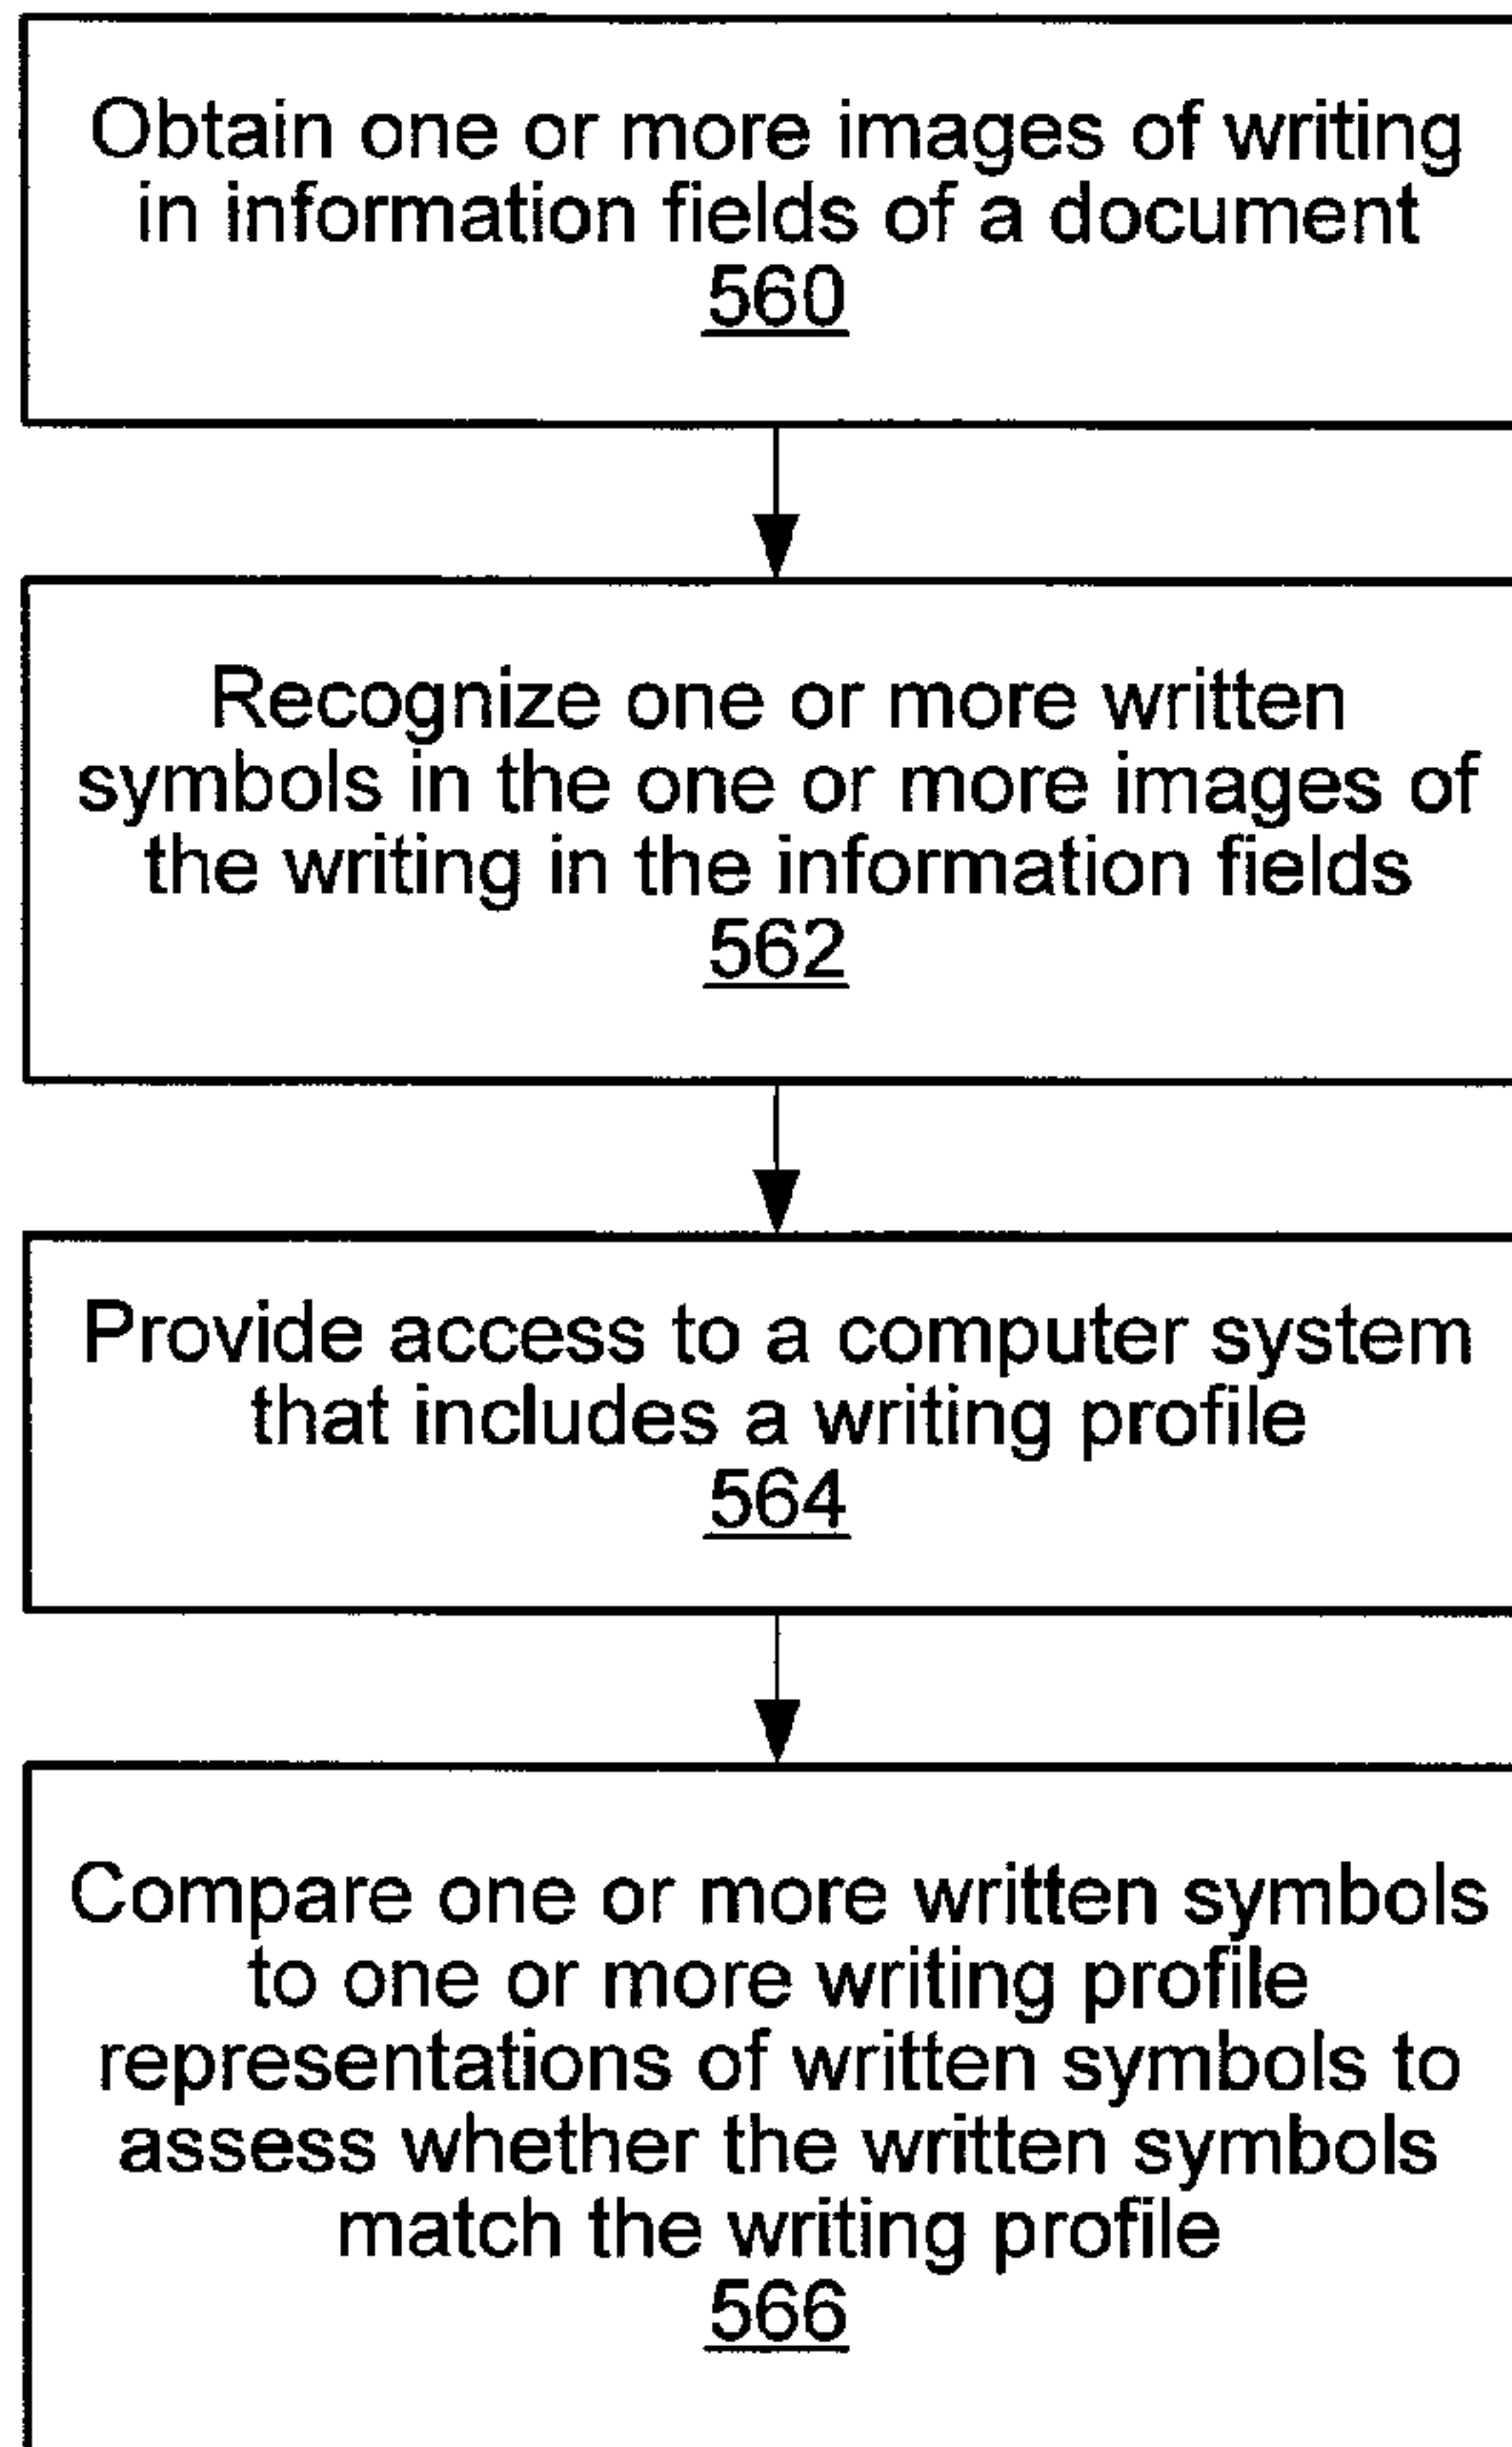 Obtain one or more images of writing
in information fields of a document
560
Recognize one or more written
symbols in the one or more images of
the writing in the information fields
562
Provide access to a computer system
that includes a writing profile
564
Compare one or more written symbols
to one or more writing profile
representations of written symbols to
assess whether the written symbols
match the writing profile
566